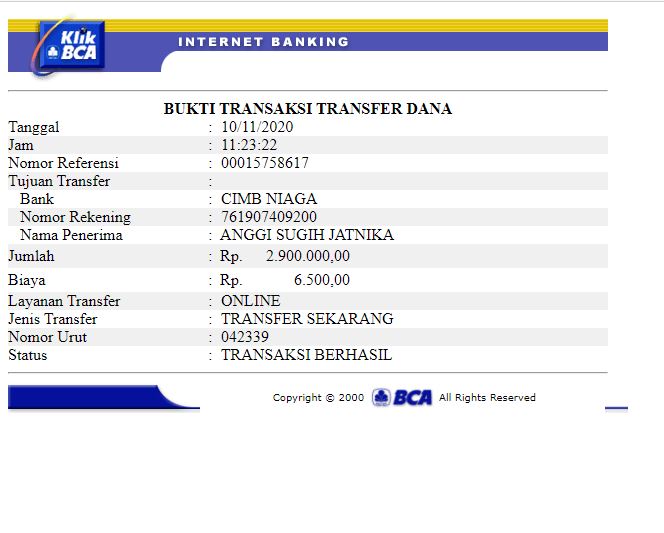 Klik
BCA
INTERNET BANKING
BUKTI TRANSAKSI TRANSFER DANA
Tanggal : 10/11/2020
Jam : 11:23:22
Nomor Referensi : 00015758617
Tujuan Transfer :
Bank : CIMB NIAGA
Nomor Rekening : 761907409200
Nama Penerima : ANGGI SUGIH JATNIKA
Jumlah : Rp. 2.900.000,00
Biaya : Rp. 6.500,00
Layanan Transfer : ONLINE
Jenis Transfer : TRANSFER SEKARANG
Nomor Urut : 042339
Status : TRANSAKSI BERHASIL
Copyright © 2000 BCA All Rights Reserved